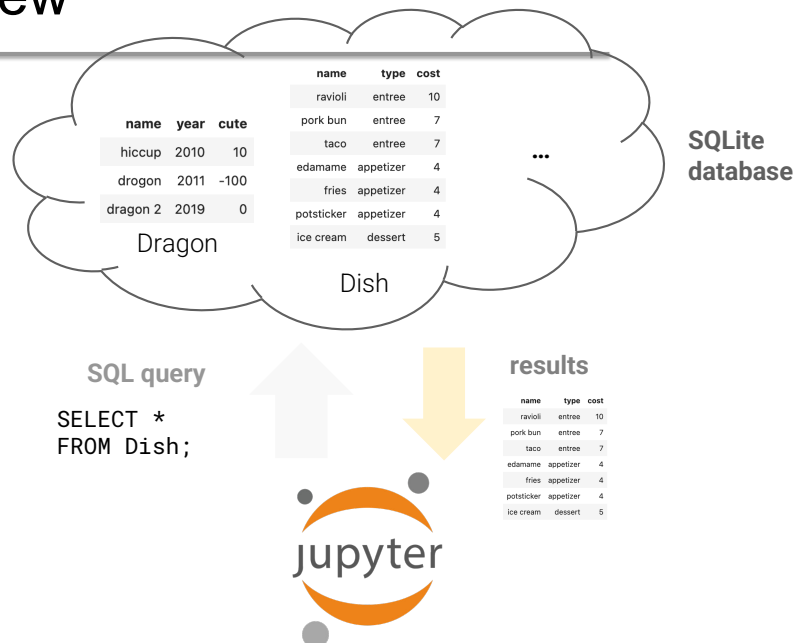 ew
SQLite
database
name year cute
hiccup 2010 10
drogon 2011 -100
dragon 2 2019 0
Dragon
name type cost
ravioli entree 10
pork bun entree 7
taco entree 7
edamame appetizer 4
fries appetizer 4
potsticker appetizer 4
ice cream dessert 5
Dish
...
SQL query
SELECT *
FROM Dish;
results
name type cost
ravioli entree 10
pork bun entree 7
taco entree 7
edamame appetizer 4
fries appetizer 4
potsticker appetizer 4
ice cream dessert 5
jupyter